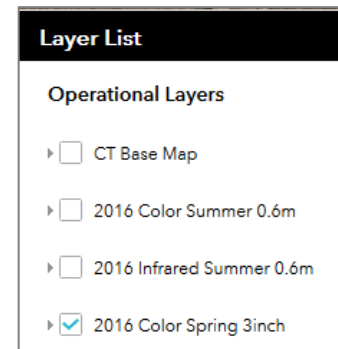 Layer List
Operational Layers
CT Base Map
2016 Color Summer 0.6m
2016 Infrared Summer 0.6m
2016 Color Spring 3inch